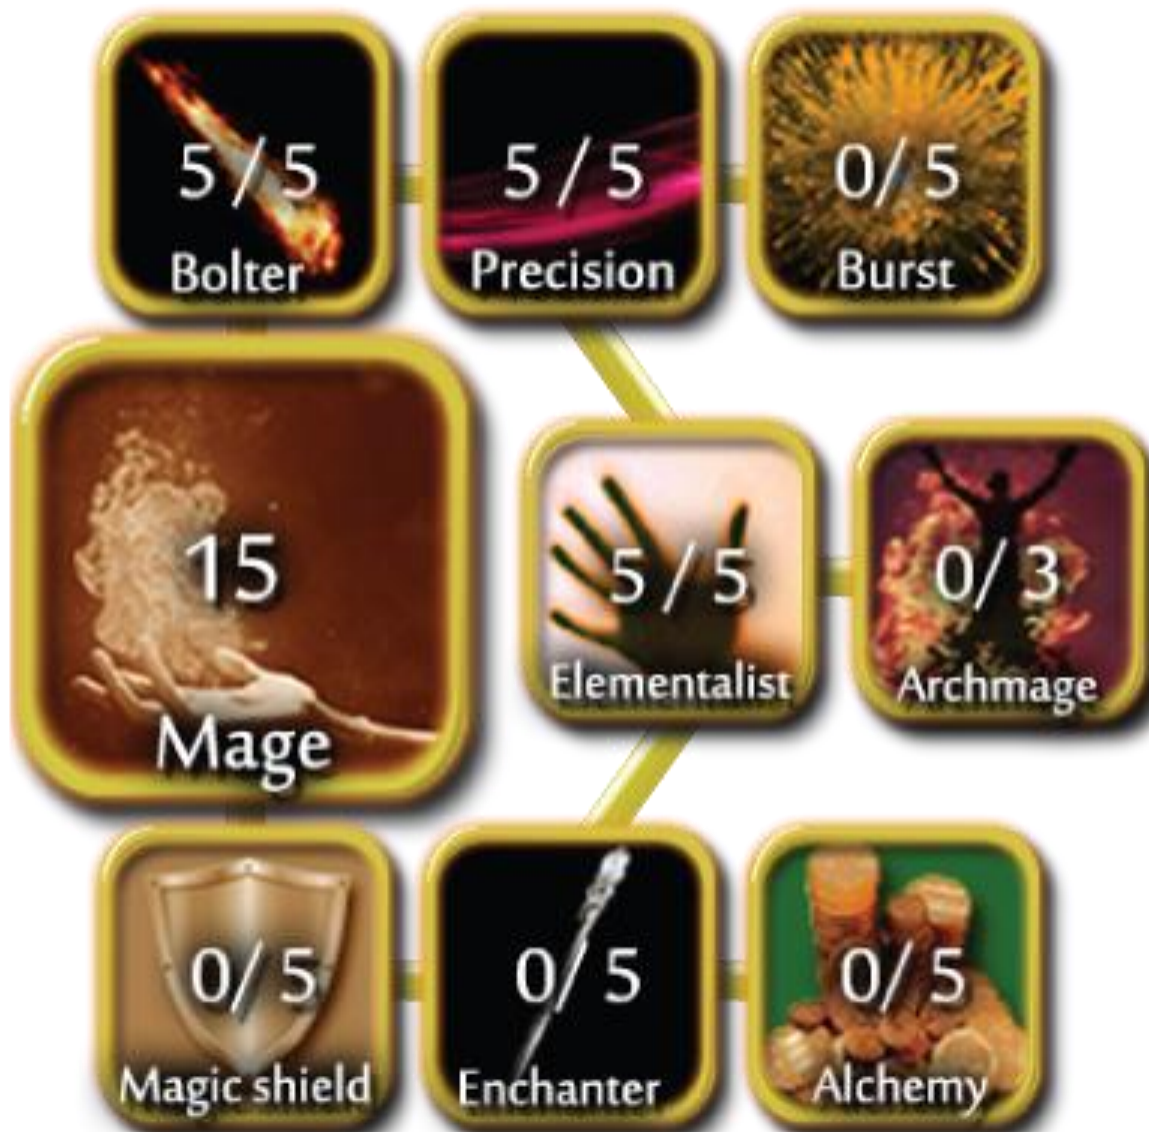 5 / 5
Bolter
5 / 5
Precision
0/ 5
Burst
15
Mage
5 / 5
Elementalist
0/ 3
Archmage
0/ 5
Magic shield
0/ 5
Enchanter
0/ 5
Alchemy